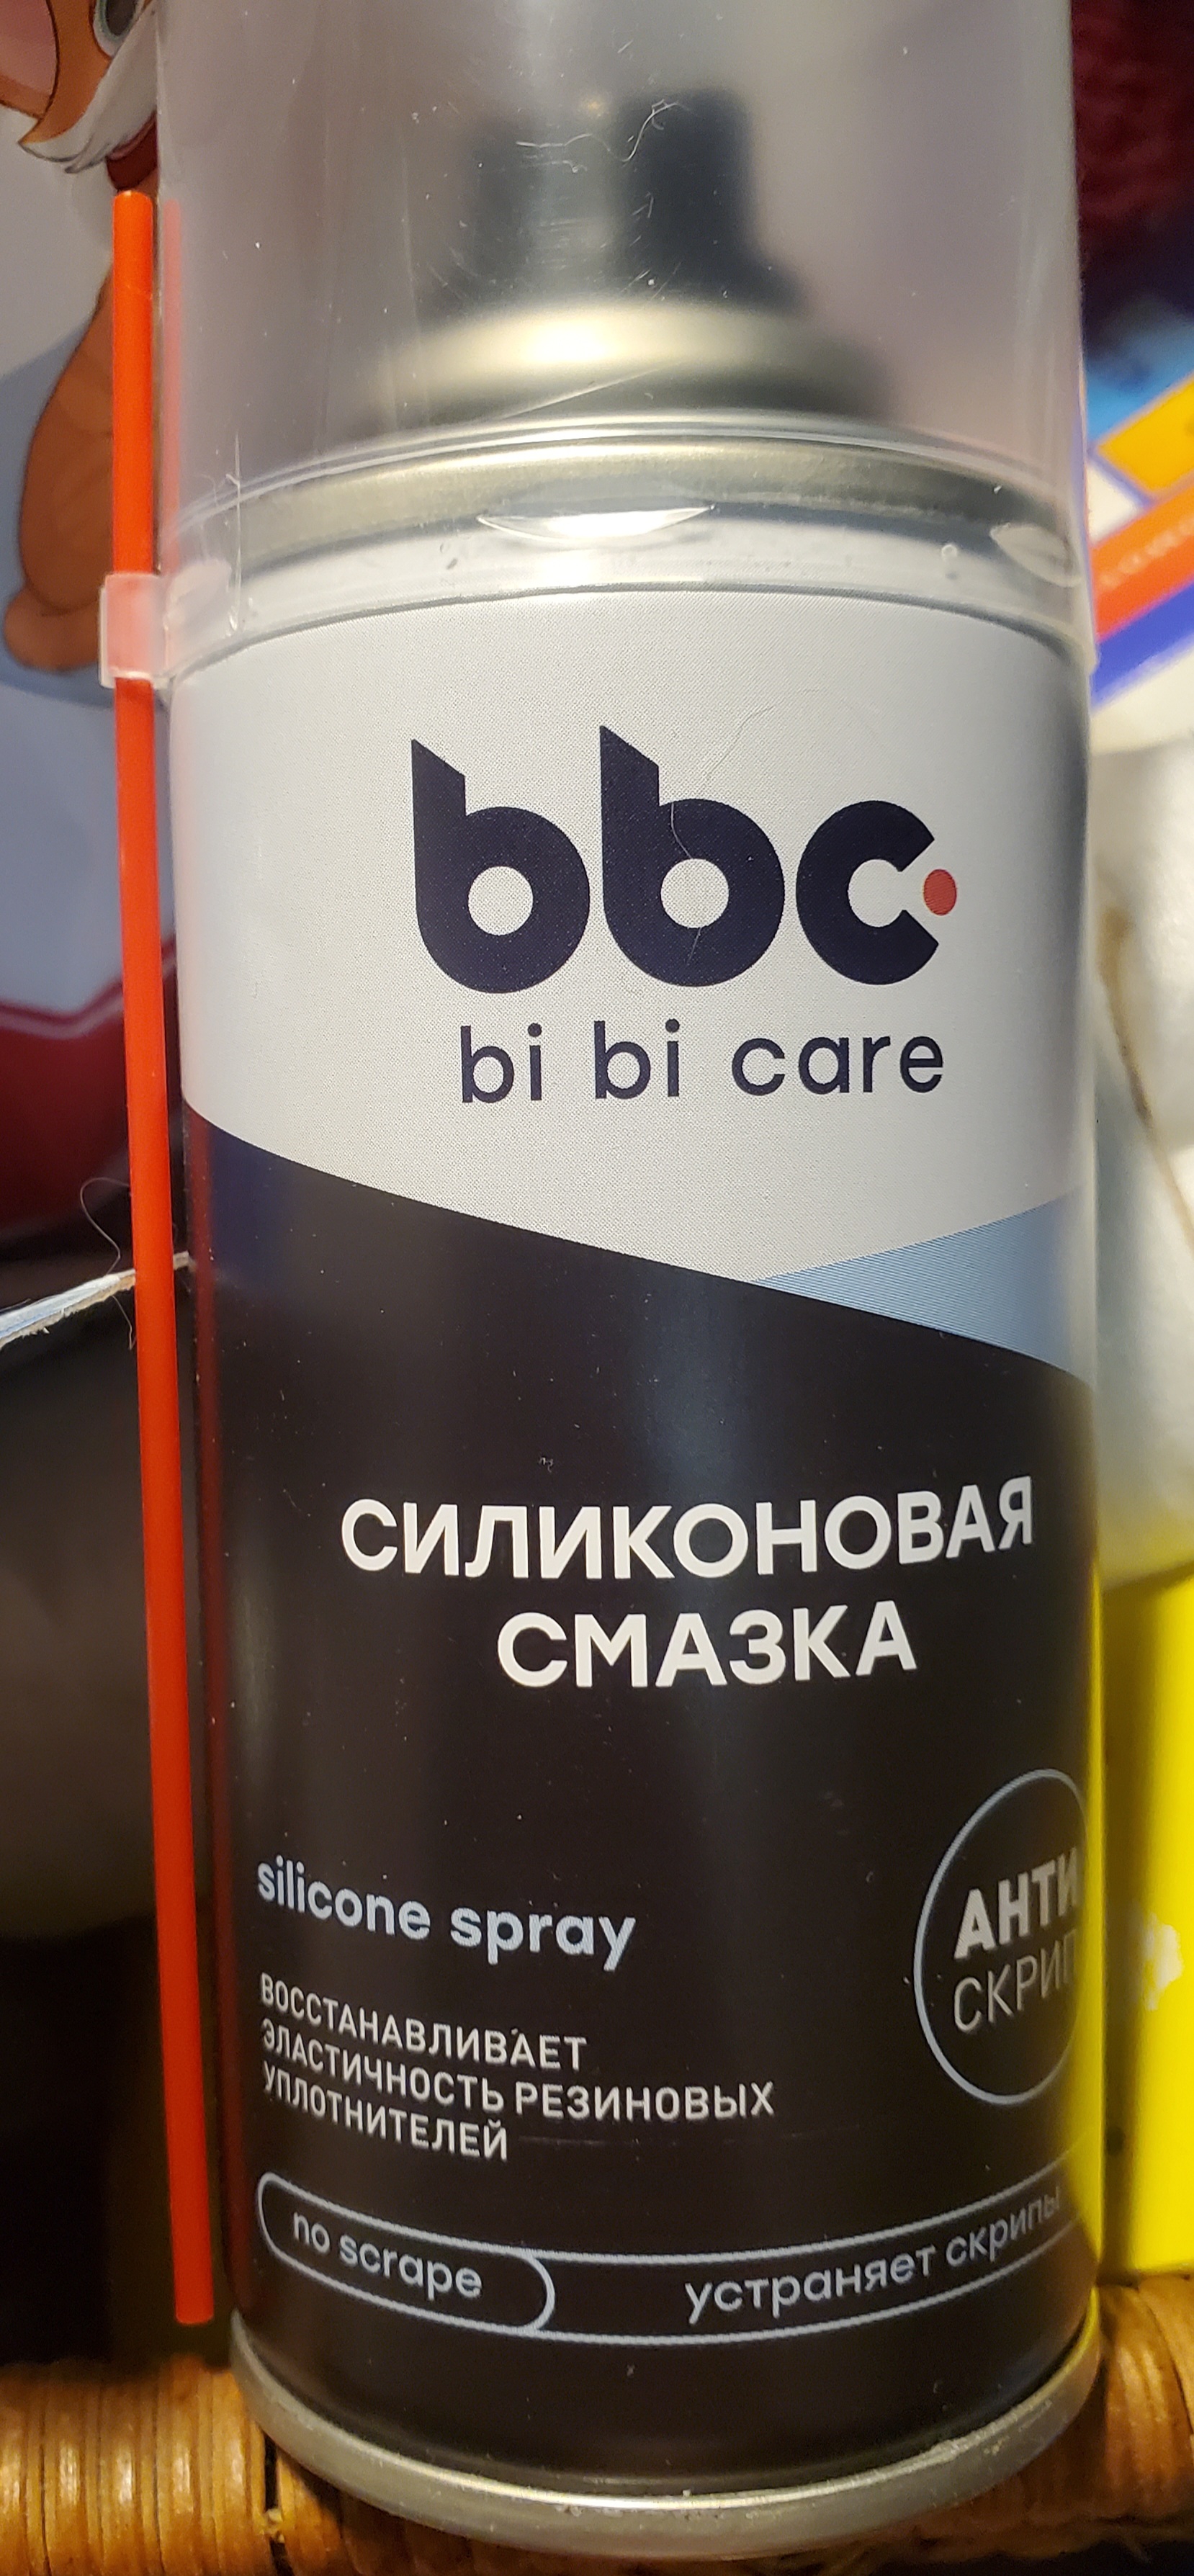 bbc
bi bi care
СИЛИКОНОВАЯ
СМАЗКА
silicone spray
АНТИ
СКРИП
ВОССТАНАВЛИВАЕТ
ЭЛАСТИЧНОСТЬ РЕЗИНОВЫХ
УПЛОТНИТЕЛЕЙ
no scrape
устраняет скрипы